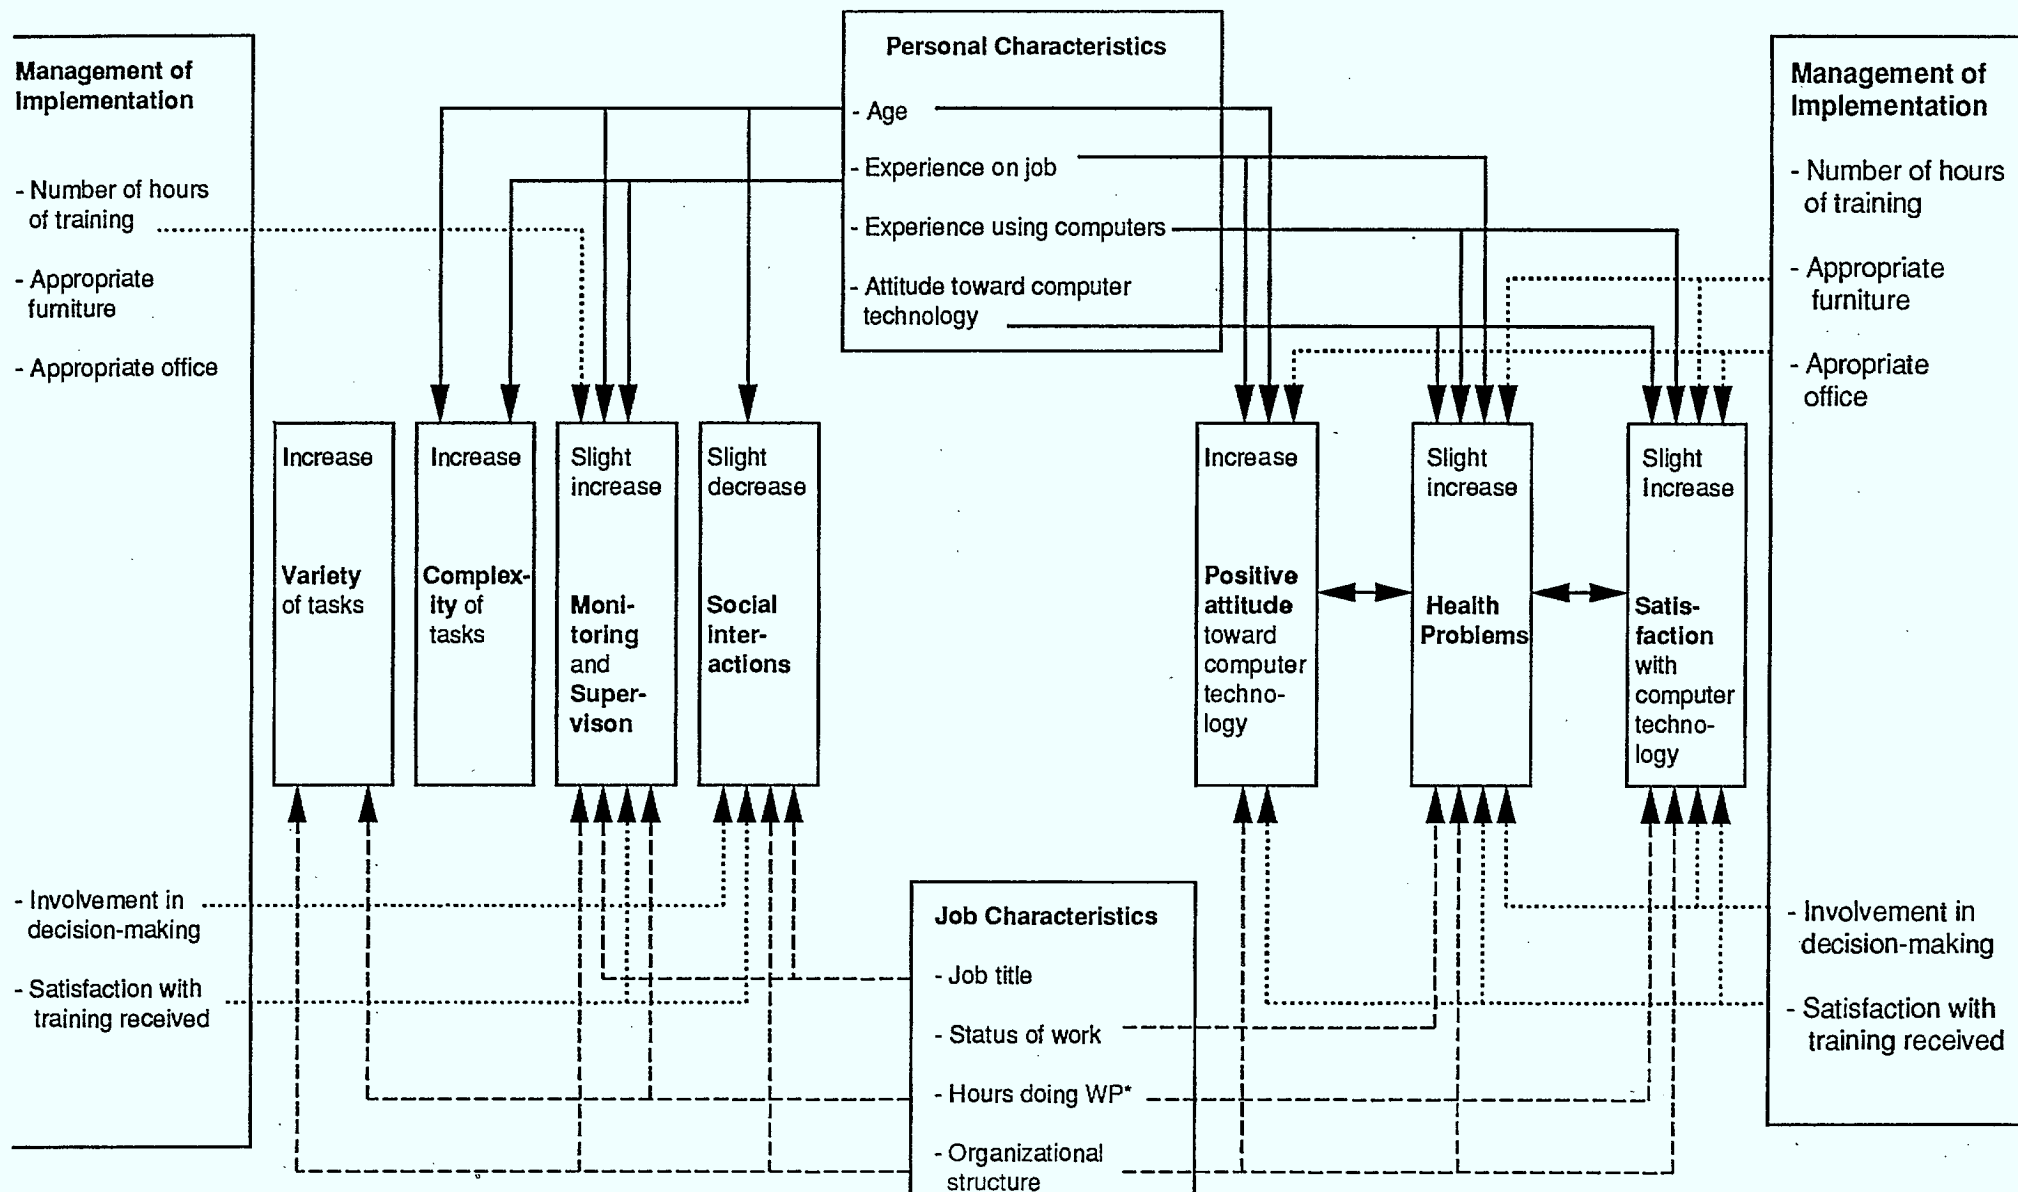 Management of
Implementation
- Number of hours
of training
- Appropriate
furniture
- Appropriate office
- Involvement in
decision-making
- Satisfaction with
training received
Personal Characteristics
- Age
- Experience on job
- Experience using computers
- Attitude toward computer
technology
Increase
Variety
of tasks
Increase
Complex-
ity of
tasks
Slight
increase
Moni-
toring
and
Super-
vison
Slight
decrease
Social
inter-
actions
Increase
Positive
attitude
toward
computer
techno-
logy
Slight
increase
Health
Problems
Slight
Increase
Satis-
faction
with
computer
techno-
logy
Job Characteristics
- Job title
- Status of work
- Hours doing WP*
- Organizational
structure
Management of
Implementation
- Number of hours
of training
- Appropriate
furniture
- Apropriate
office
- Involvement in
decision-making
- Satisfaction with
training received